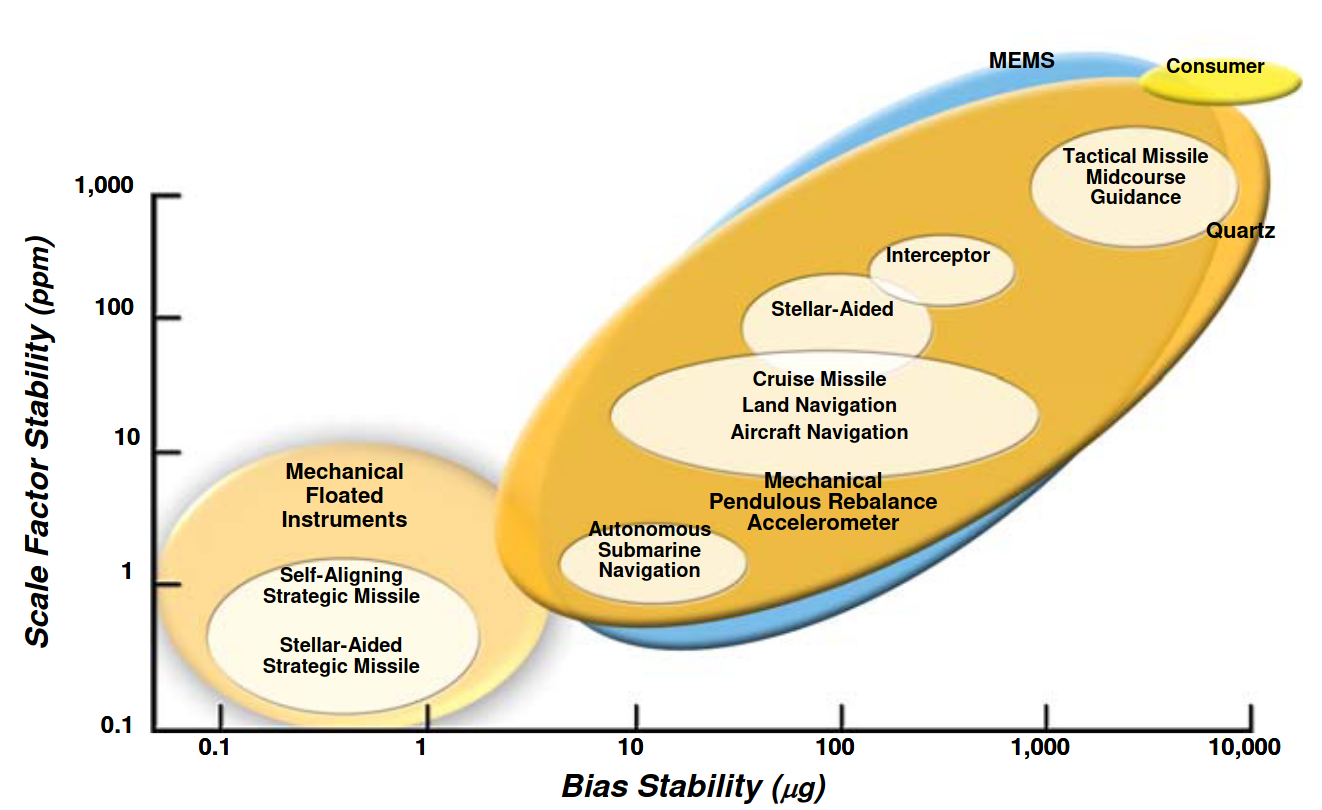 MEMS
Consumer
Tactical Missile
Midcourse
Guidance
Quartz
Interceptor
Stellar-Aided
Cruise Missile
Land Navigation
Aircraft Navigation
Mechanical
Pendulous Rebalance
Accelerometer
Autonomous
Submarine
Navigation
Mechanical
Floated
Instruments
Self-Aligning
Strategic Missile
Stellar-Aided
Strategic Missile
Scale Factor Stability (ppm)
1,000
100
10
1
0.1
0.1
1
10
100
1,000
10,000
Bias Stability (μg)